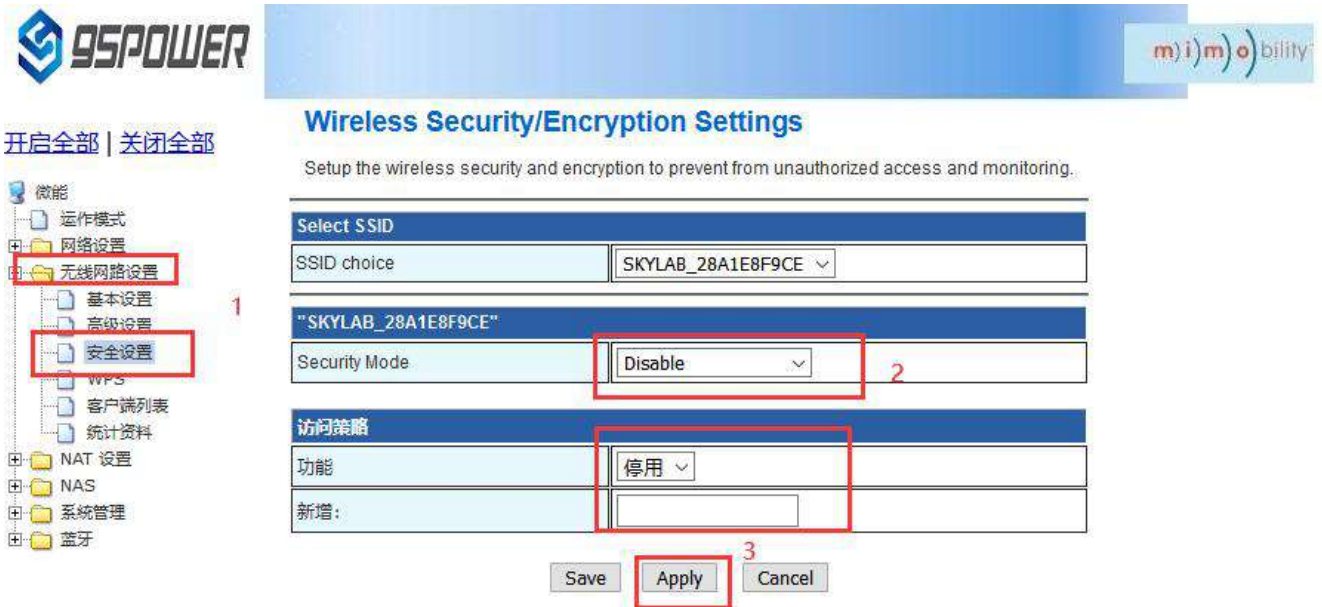 95POWER
m)i)m)o)bility
开启全部 | 关闭全部
微能
运作模式
网络设置
无线网路设置
基本设置
高级设置
安全设置
WPS
客户端列表
统计资料
NAT 设置
NAS
系统管理
蓝牙
1
Wireless Security/Encryption Settings
Setup the wireless security and encryption to prevent from unauthorized access and monitoring.
Select SSID
SSID choice SKYLAB_28A1E8F9CE
"SKYLAB_28A1E8F9CE"
Security Mode Disable 2
访问策略
功能 停用
新增:
3
Save Apply Cancel